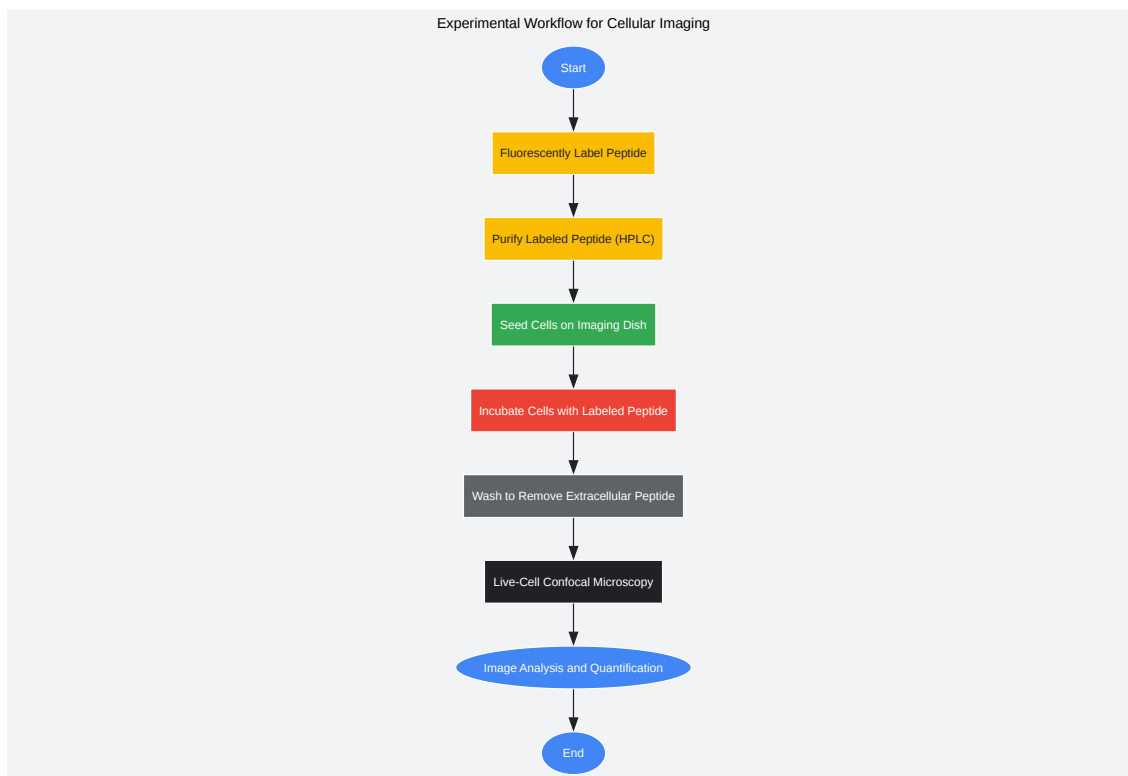 Experimental Workflow for Cellular Imaging
Start
Fluorescently Label Peptide
Purify Labeled Peptide (HPLC)
Seed Cells on Imaging Dish
Incubate Cells with Labeled Peptide
Wash to Remove Extracellular Peptide
Live-Cell Confocal Microscopy
Image Analysis and Quantification
End